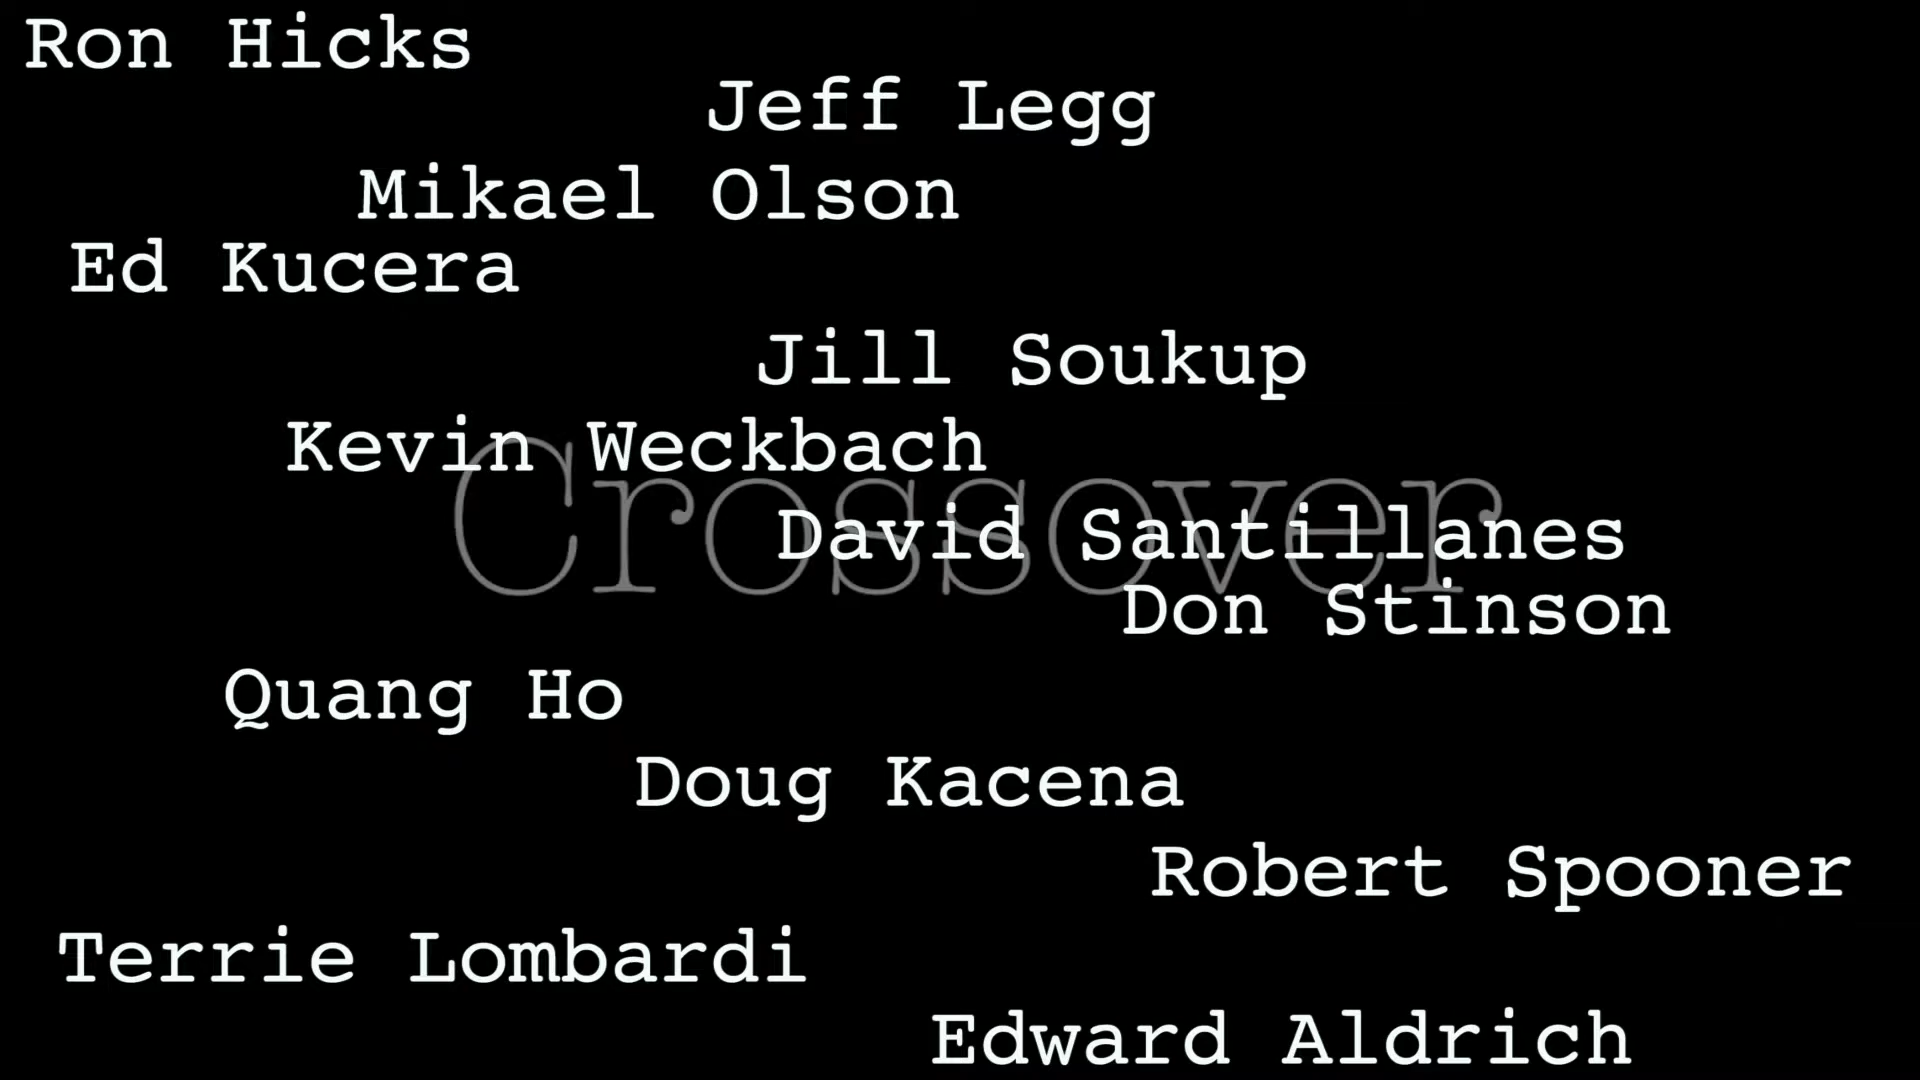 Ron Hicks
Jeff Legg
Mikael Olson
Ed Kucera
Jill Soukup
Kevin Weckbach
Crossover
David Santillanes
Don Stinson
Quang Ho
Doug Kacena
Robert Spooner
Terrie Lombardi
Edward Aldrich